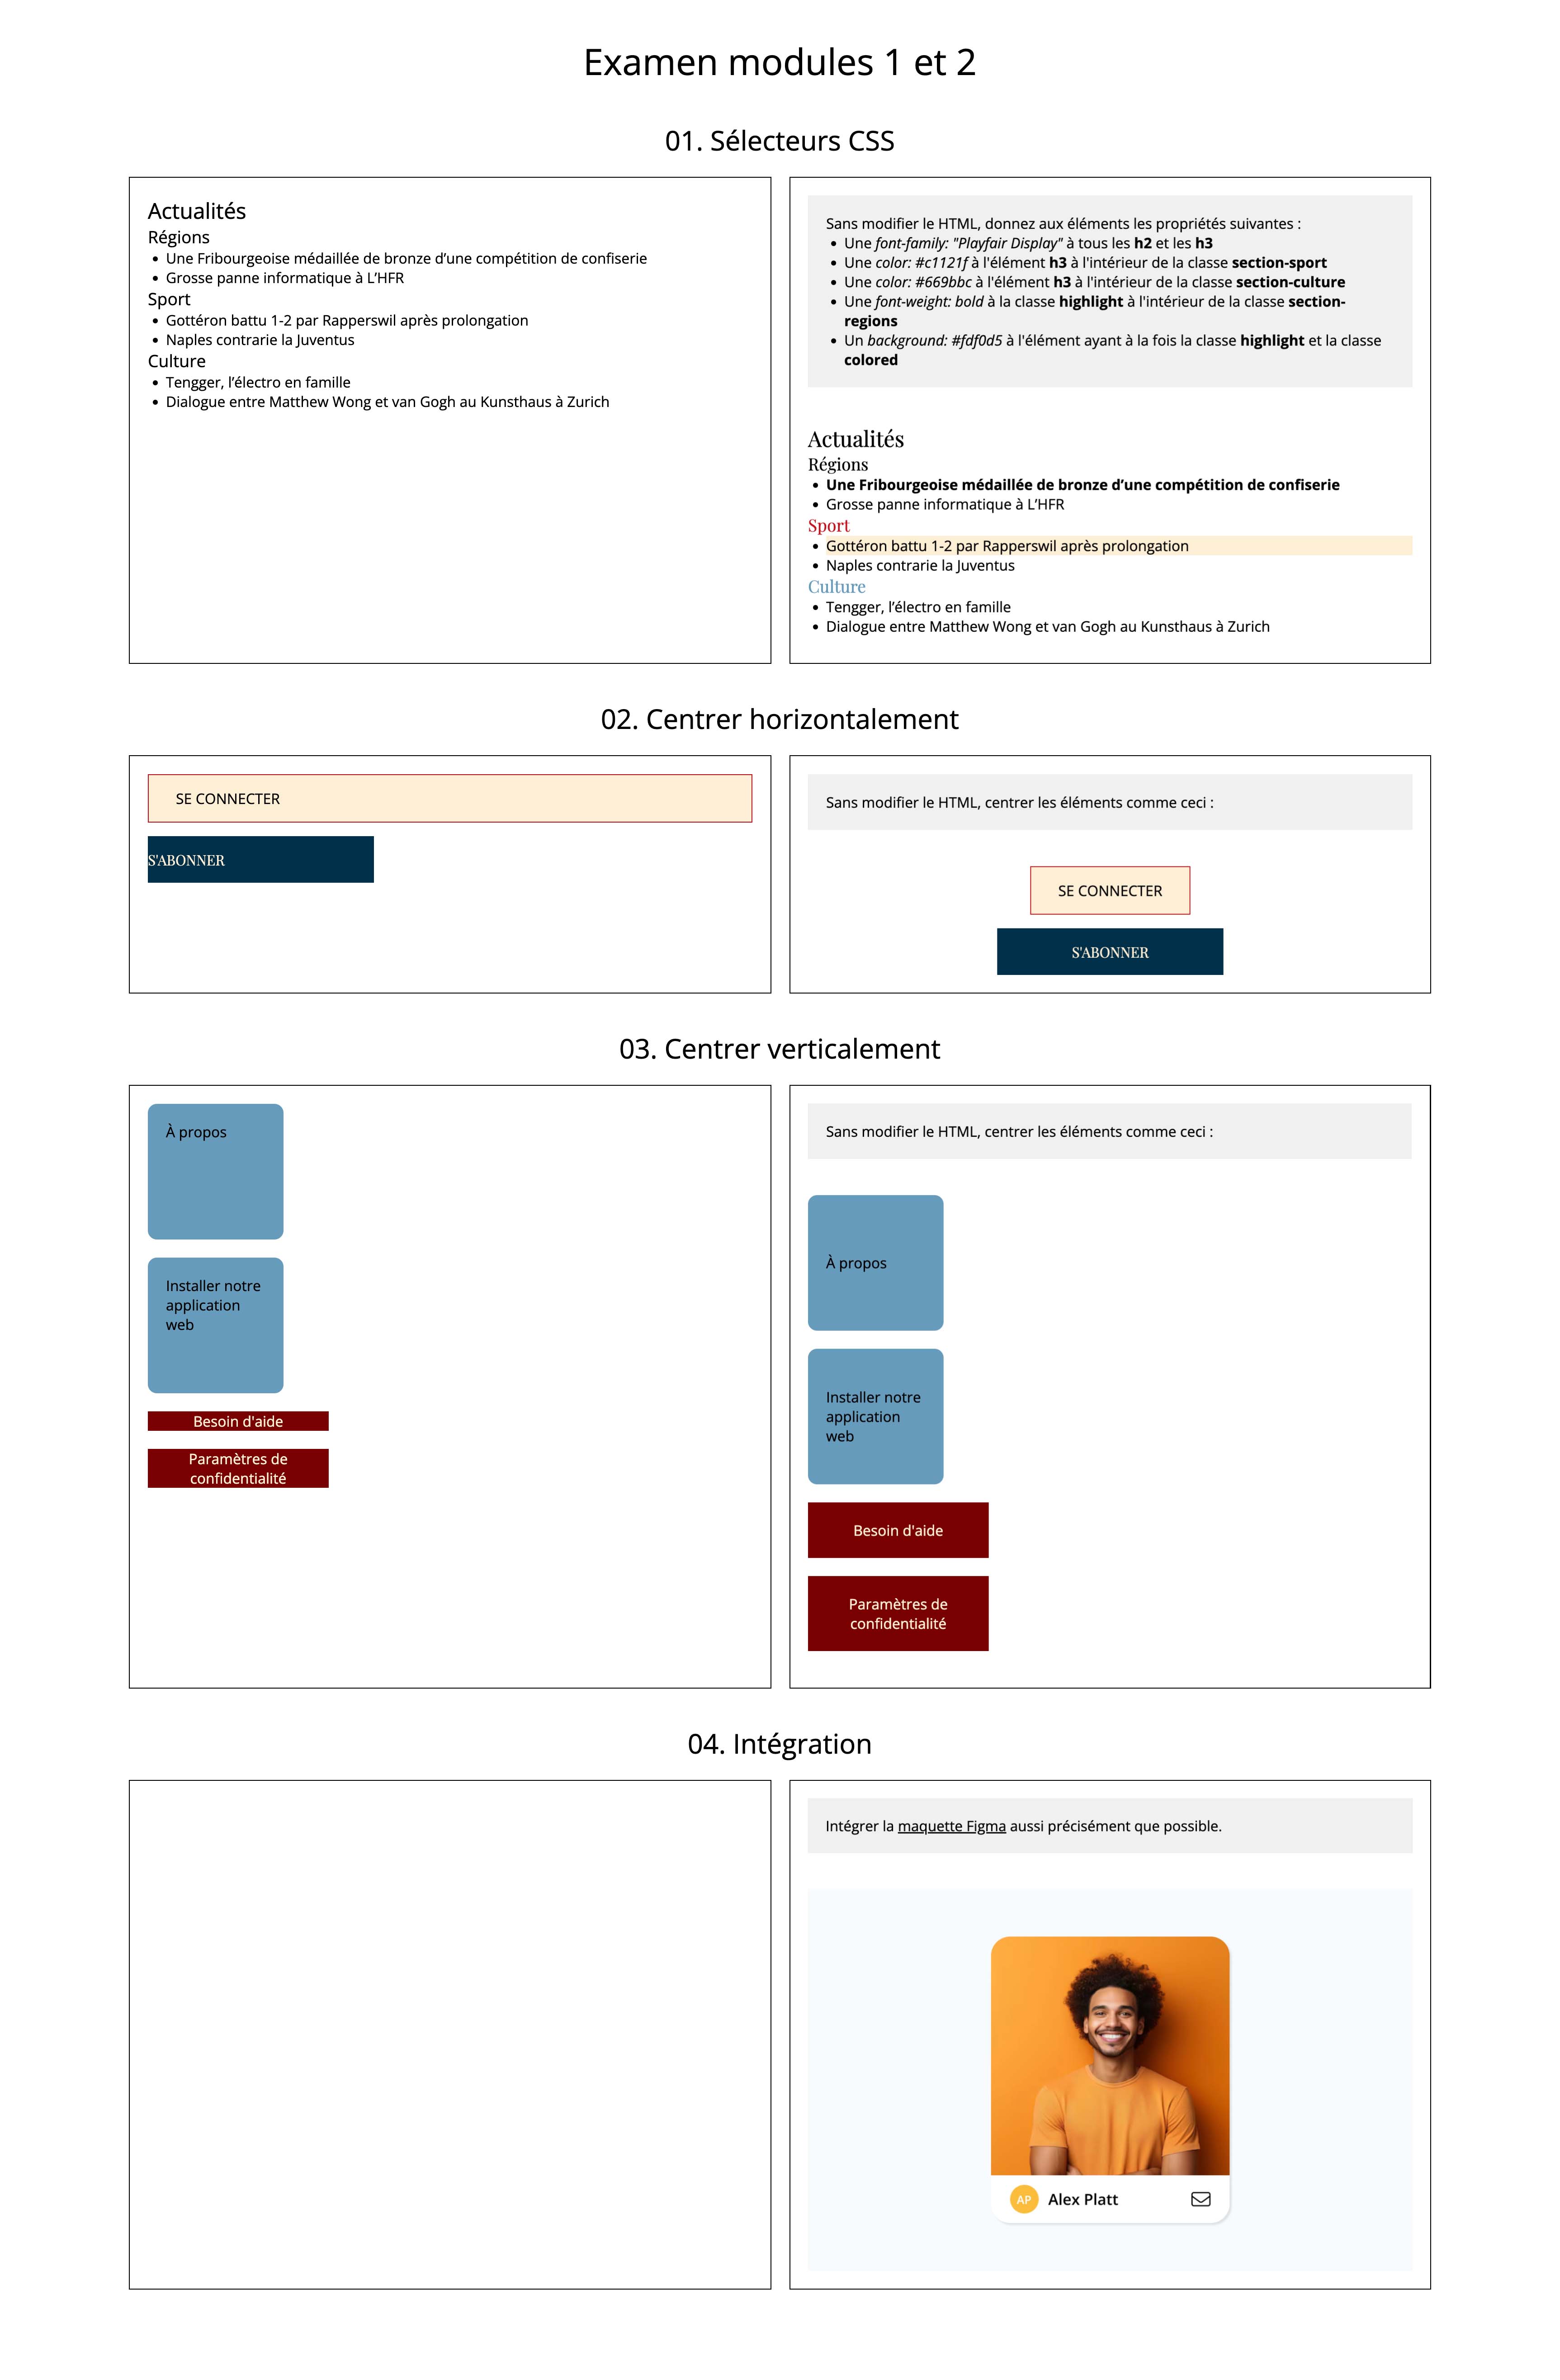 Examen modules 1 et 2
01. Sélecteurs CSS
Actualités
Régions
Une Fribourgeoise médaillée de bronze d’une compétition de confiserie
Grosse panne informatique à L’HFR
Sport
Gottéron battu 1-2 par Rapperswil après prolongation
Naples contrarie la Juventus
Culture
Tengger, l’électro en famille
Dialogue entre Matthew Wong et van Gogh au Kunsthaus à Zurich
Sans modifier le HTML, donnez aux éléments les propriétés suivantes :
Une font-family: "Playfair Display" à tous les h2 et les h3
Une color: #c1121f à l'élément h3 à l'intérieur de la classe section-sport
Une color: #669bbc à l'élément h3 à l'intérieur de la classe section-culture
Une font-weight: bold à la classe highlight à l'intérieur de la classe section-
regions
Un background: #fdf0d5 à l'élément ayant à la fois la classe highlight et la classe
colored
Actualités
Régions
Une Fribourgeoise médaillée de bronze d’une compétition de confiserie
Grosse panne informatique à L’HFR
Sport
Gottéron battu 1-2 par Rapperswil après prolongation
Naples contrarie la Juventus
Culture
Tengger, l’électro en famille
Dialogue entre Matthew Wong et van Gogh au Kunsthaus à Zurich
02. Centrer horizontalement
SE CONNECTER
S'ABONNER
Sans modifier le HTML, centrer les éléments comme ceci :
SE CONNECTER
S'ABONNER
03. Centrer verticalement
À propos
Installer notre
application
web
Besoin d'aide
Paramètres de
confidentialité
Sans modifier le HTML, centrer les éléments comme ceci :
À propos
Installer notre
application
web
Besoin d'aide
Paramètres de
confidentialité
04. Intégration
Intégrer la maquette Figma aussi précisément que possible.
AP Alex Platt